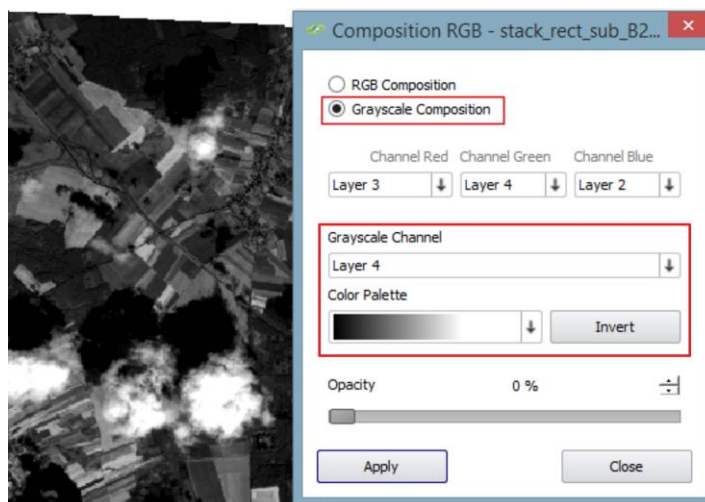 Composition RGB - stack_rect_sub_B2...
RGB Composition
Grayscale Composition
Channel Red Channel Green Channel Blue
Layer 3 Layer 4 Layer 2
Grayscale Channel
Layer 4
Color Palette
Invert
Opacity 0 %
Apply Close